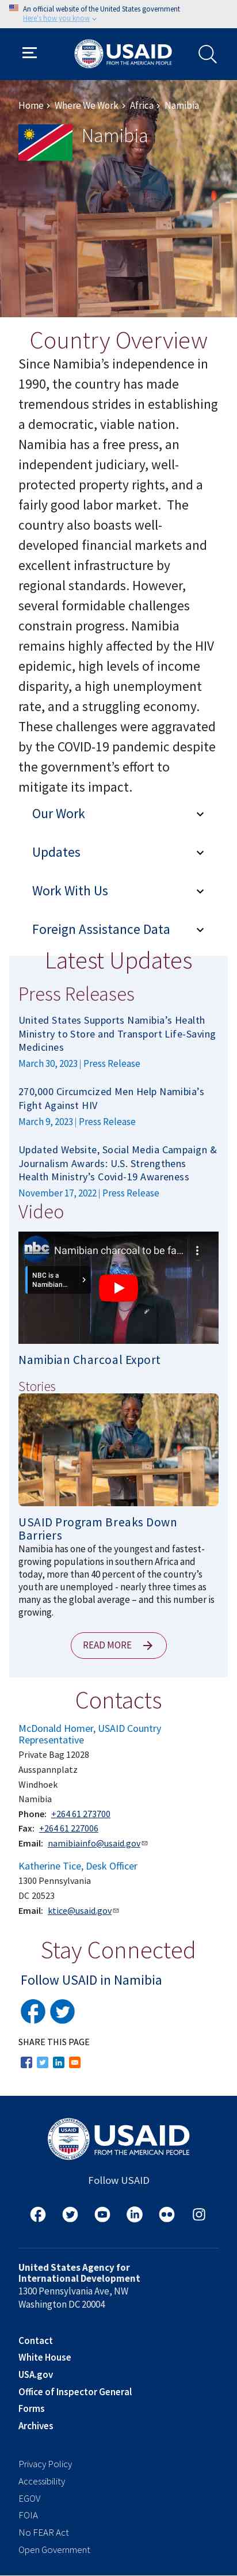 An official website of the United States government
Here's how you know
USAID
FROM THE AMERICAN PEOPLE
Home › Where We Work › Africa › Namibia
Namibia
Country Overview
Since Namibia’s independence in
1990, the country has made
tremendous strides in establishing
a democratic, viable nation.
Namibia has a free press, an
independent judiciary, well-
protected property rights, and a
fairly good labor market.  The
country also boasts well-
developed financial markets and
excellent infrastructure by
regional standards. However,
several formidable challenges
constrain progress. Namibia
remains highly affected by the HIV
epidemic, high levels of income
disparity, a high unemployment
rate, and a struggling economy.
These challenges were aggravated
by the COVID-19 pandemic despite
the government’s effort to
mitigate its impact.
Our Work
Updates
Work With Us
Foreign Assistance Data
Latest Updates
Press Releases
United States Supports Namibia’s Health
Ministry to Store and Transport Life-Saving
Medicines
March 30, 2023 | Press Release
270,000 Circumcized Men Help Namibia’s
Fight Against HIV
March 9, 2023 | Press Release
Updated Website, Social Media Campaign &
Journalism Awards: U.S. Strengthens
Health Ministry’s Covid-19 Awareness
November 17, 2022 | Press Release
Video
nbc
Namibian charcoal to be fa...
NBC is a
Namibian...
Namibian Charcoal Export
Stories
USAID Program Breaks Down
Barriers
Namibia has one of the youngest and fastest-
growing populations in southern Africa and
today, more than 40 percent of the country’s
youth are unemployed - nearly three times as
many as the global average – and this number is
growing.
READ MORE
Contacts
McDonald Homer, USAID Country
Representative
Private Bag 12028
Ausspannplatz
Windhoek
Namibia
Phone: +264 61 273700
Fax: +264 61 227006
Email: namibiainfo@usaid.gov
Katherine Tice, Desk Officer
1300 Pennsylvania
DC 20523
Email: ktice@usaid.gov
Stay Connected
Follow USAID in Namibia
SHARE THIS PAGE
USAID
FROM THE AMERICAN PEOPLE
Follow USAID
United States Agency for
International Development
1300 Pennsylvania Ave, NW
Washington DC 20004
Contact
White House
USA.gov
Office of Inspector General
Forms
Archives
Privacy Policy
Accessibility
EGOV
FOIA
No FEAR Act
Open Government